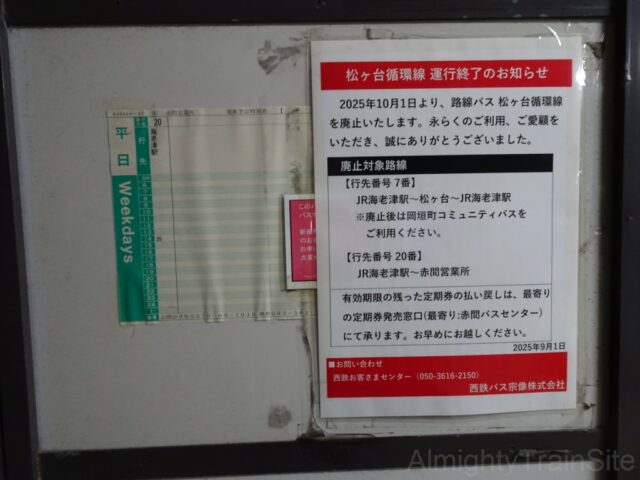 松ヶ台循環線 運行終了のお知らせ
2025年10月1日より、路線バス 松ヶ台循環線
を廃止いたします。永らくのご利用、ご愛顧を
いただき、誠にありがとうございました。
廃止対象路線
【行先番号 7番】
JR海老津駅～松ヶ台～JR海老津駅
※廃止後は岡垣町コミュニティバスを
ご利用ください。
【行先番号 20番】
JR海老津駅～赤間営業所
有効期限の残った定期券の払い戻しは、最寄り
の定期券発売窓口(最寄り:赤間バスセンター)
にて承ります。お早めにお越しください。
2025年9月1日
■お問い合わせ
西鉄お客さまセンター（050-3616-2150）
西鉄バス宗像株式会社
平日 Weekdays
行先
20
海老津駅
AlmightyTrainSite